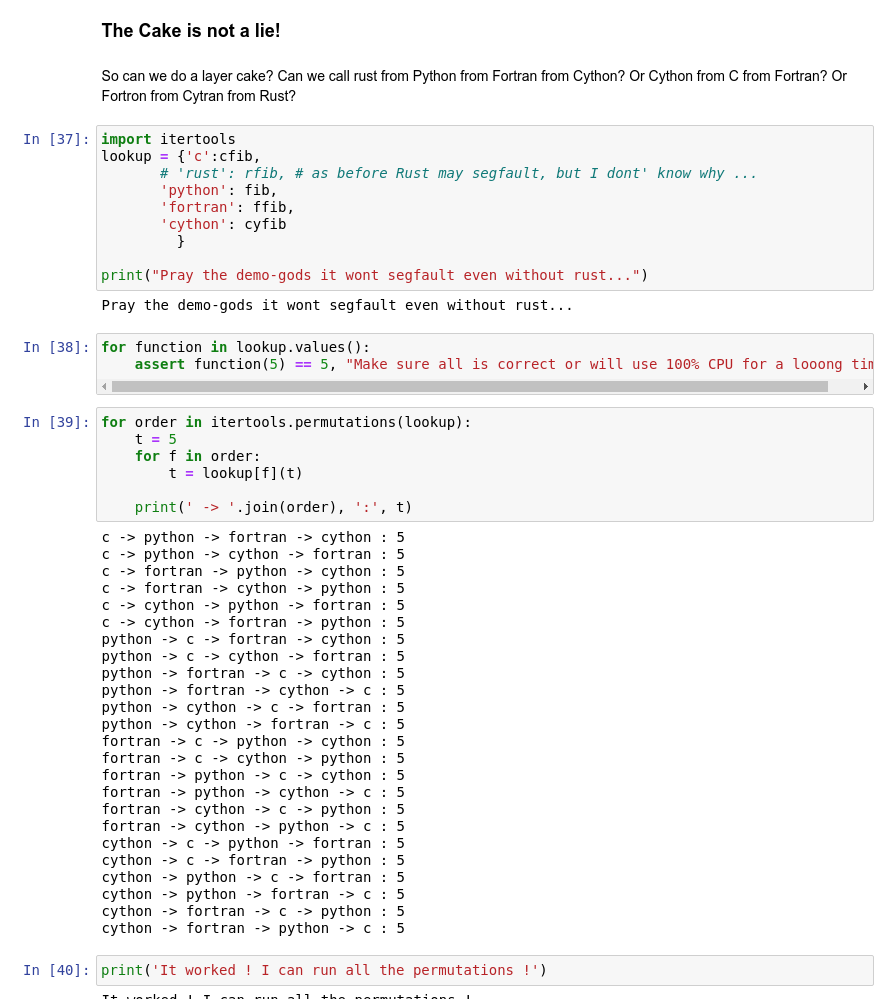 The Cake is not a lie!
So can we do a layer cake? Can we call rust from Python from Fortran from Cython? Or Cython from C from Fortran? Or
Fortron from Cytran from Rust?
In [37]: import itertools
lookup = {'c':cfib,
       # 'rust': rfib, # as before Rust may segfault, but I dont' know why ...
       'python': fib,
       'fortran': ffib,
       'cython': cyfib
         }
print("Pray the demo-gods it wont segfault even without rust...")
Pray the demo-gods it wont segfault even without rust...
In [38]: for function in lookup.values():
    assert function(5) == 5, "Make sure all is correct or will use 100% CPU for a looong tim
In [39]: for order in itertools.permutations(lookup):
    t = 5
    for f in order:
        t = lookup[f](t)
    print(' -> '.join(order), ':', t)
c -> python -> fortran -> cython : 5
c -> python -> cython -> fortran : 5
c -> fortran -> python -> cython : 5
c -> fortran -> cython -> python : 5
c -> cython -> python -> fortran : 5
c -> cython -> fortran -> python : 5
python -> c -> fortran -> cython : 5
python -> c -> cython -> fortran : 5
python -> fortran -> c -> cython : 5
python -> fortran -> cython -> c : 5
python -> cython -> c -> fortran : 5
python -> cython -> fortran -> c : 5
fortran -> c -> python -> cython : 5
fortran -> c -> cython -> python : 5
fortran -> python -> c -> cython : 5
fortran -> python -> cython -> c : 5
fortran -> cython -> c -> python : 5
fortran -> cython -> python -> c : 5
cython -> c -> python -> fortran : 5
cython -> c -> fortran -> python : 5
cython -> python -> c -> fortran : 5
cython -> python -> fortran -> c : 5
cython -> fortran -> c -> python : 5
cython -> fortran -> python -> c : 5
In [40]: print('It worked ! I can run all the permutations !')
It worked ! I can run all the permutations !